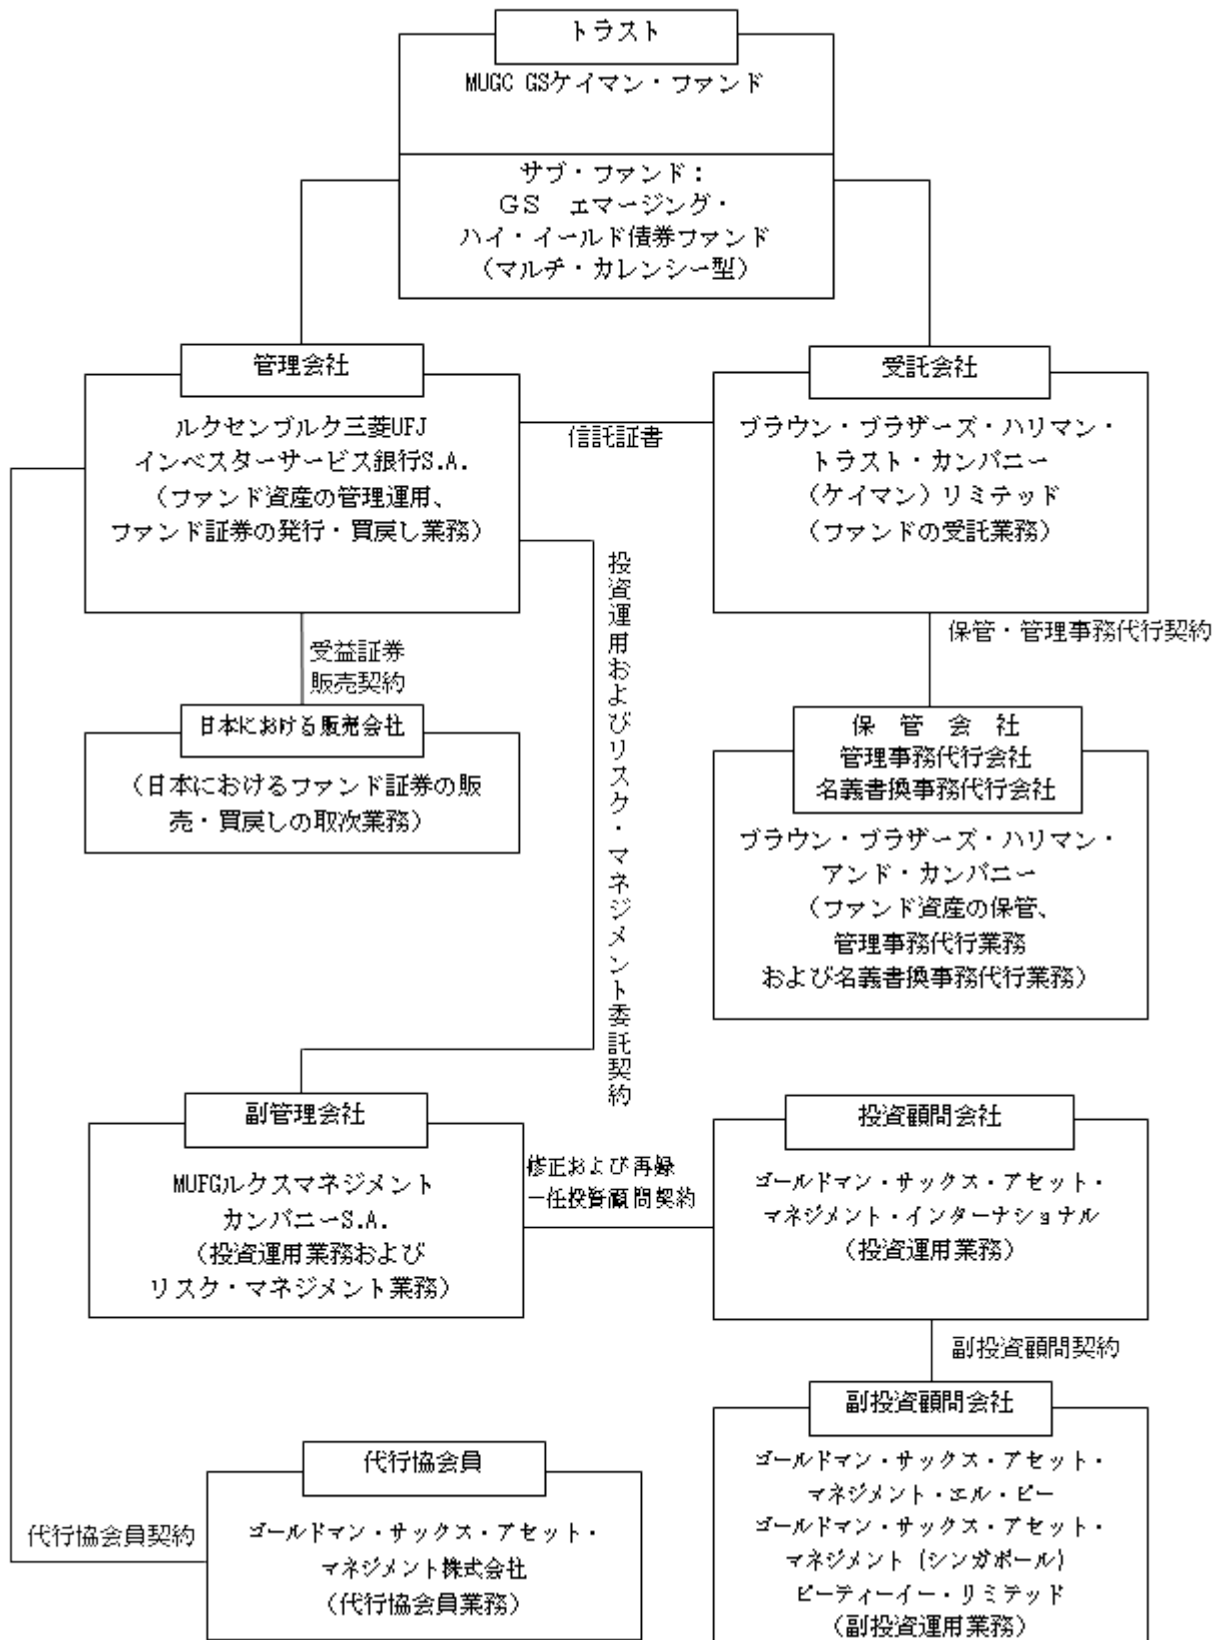 トラスト
MUGC GSケイマン・ファンド
サブ・ファンド：
ＧＳ　エマージング・
ハイ・イールド債券ファンド
（マルチ・カレンシー型）
管理会社
ルクセンブルク三菱UFJ
インベスターサービス銀行S.A.
（ファンド資産の管理運用、
ファンド証券の発行・買戻し業務）
信託証書
受託会社
ブラウン・ブラザーズ・ハリマン・
トラスト・カンパニー
（ケイマン）リミテッド
（ファンドの受託業務）
投資運用およびリスク・マネジメント委託契約
保管・管理事務代行契約
受益証券
販売契約
日本における販売会社
（日本におけるファンド証券の販
売・買戻しの取次業務）
保　管　会　社
管理事務代行会社
名義書換事務代行会社
ブラウン・ブラザーズ・ハリマン・
アンド・カンパニー
（ファンド資産の保管、
管理事務代行業務
および名義書換事務代行業務）
副管理会社
MUFGルクスマネジメント
カンパニーS.A.
（投資運用業務および
リスク・マネジメント業務）
修正および再録
一任投資顧問契約
投資顧問会社
ゴールドマン・サックス・アセット・
マネジメント・インターナショナル
（投資運用業務）
副投資顧問契約
副投資顧問会社
ゴールドマン・サックス・アセット・
マネジメント・エル・ピー
ゴールドマン・サックス・アセット・
マネジメント（シンガポール）
ピーティーイー・リミテッド
（副投資運用業務）
代行協会員契約
代行協会員
ゴールドマン・サックス・アセット・
マネジメント株式会社
（代行協会員業務）